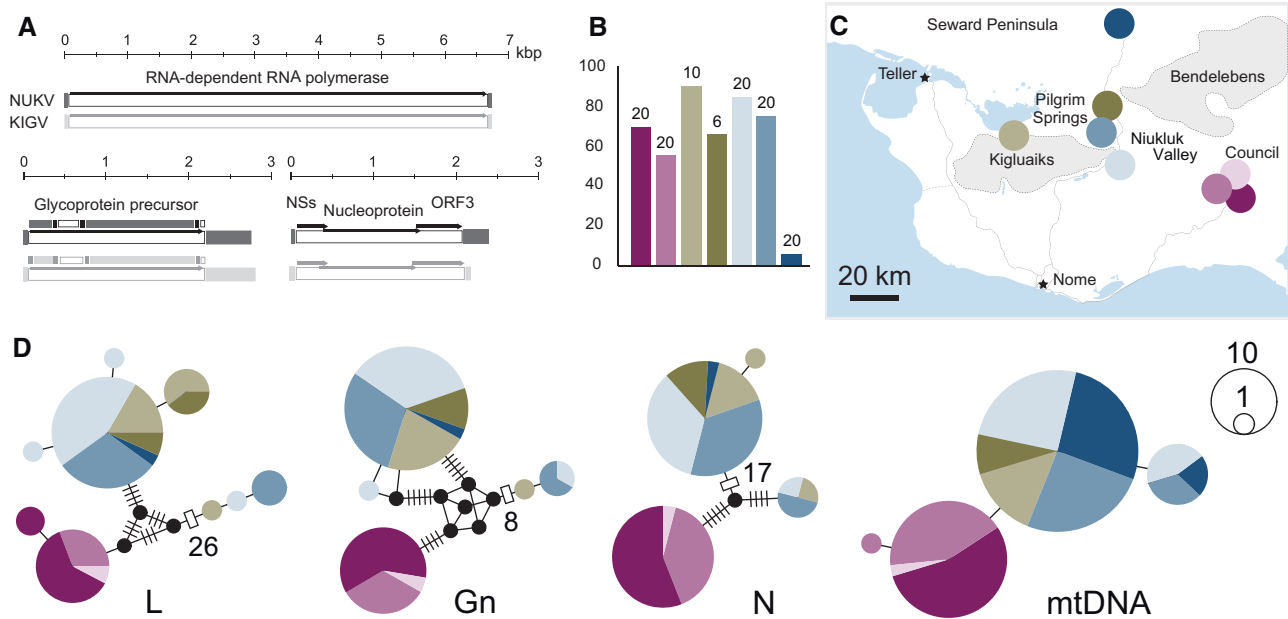 A
0 1 2 3 4 5 6 7 kbp
RNA-dependent RNA polymerase
NUKV
KIGV
0 1 2 3
0 1 2 3
Glycoprotein precursor
NSs Nucleoprotein ORF3
B
100
80
60
40
20
0
20 20 10 6 20 20 20
C
Seward Peninsula
Teller
Bendelebens
Pilgrim
Springs
Niukluk
Valley
Council
Kigluaiks
Nome
20 km
D
26
L
8
Gn
17
N
mtDNA
10
1